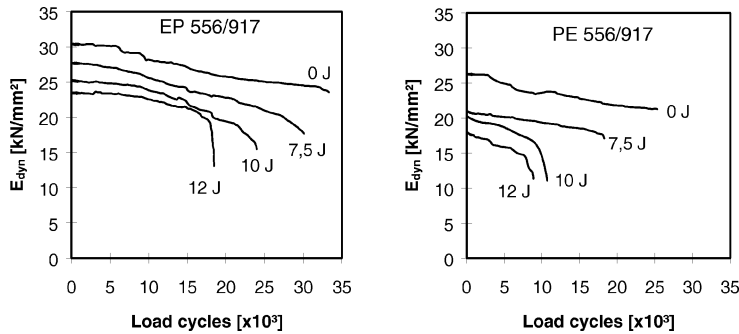 EP 556/917
35
30
25
20
15
10
5
0
E_dyn [kN/mm²]
0 J
7,5 J
10 J
12 J
0 5 10 15 20 25 30 35
Load cycles [x10³]
PE 556/917
35
30
25
20
15
10
5
0
E_dyn [kN/mm²]
0 J
7,5 J
10 J
12 J
0 5 10 15 20 25 30 35
Load cycles [x10³]